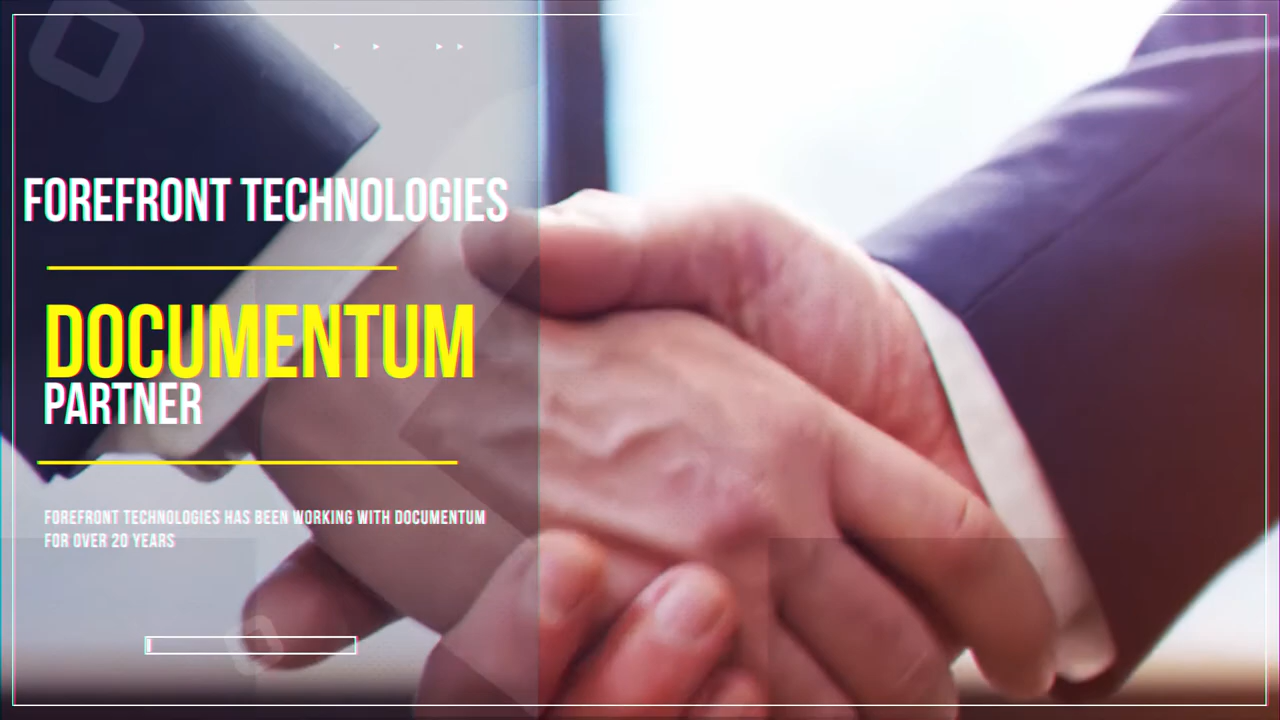 FOREFRONT TECHNOLOGIES
DOCUMENTUM
PARTNER
FOREFRONT TECHNOLOGIES HAS BEEN WORKING WITH DOCUMENTUM
FOR OVER 20 YEARS